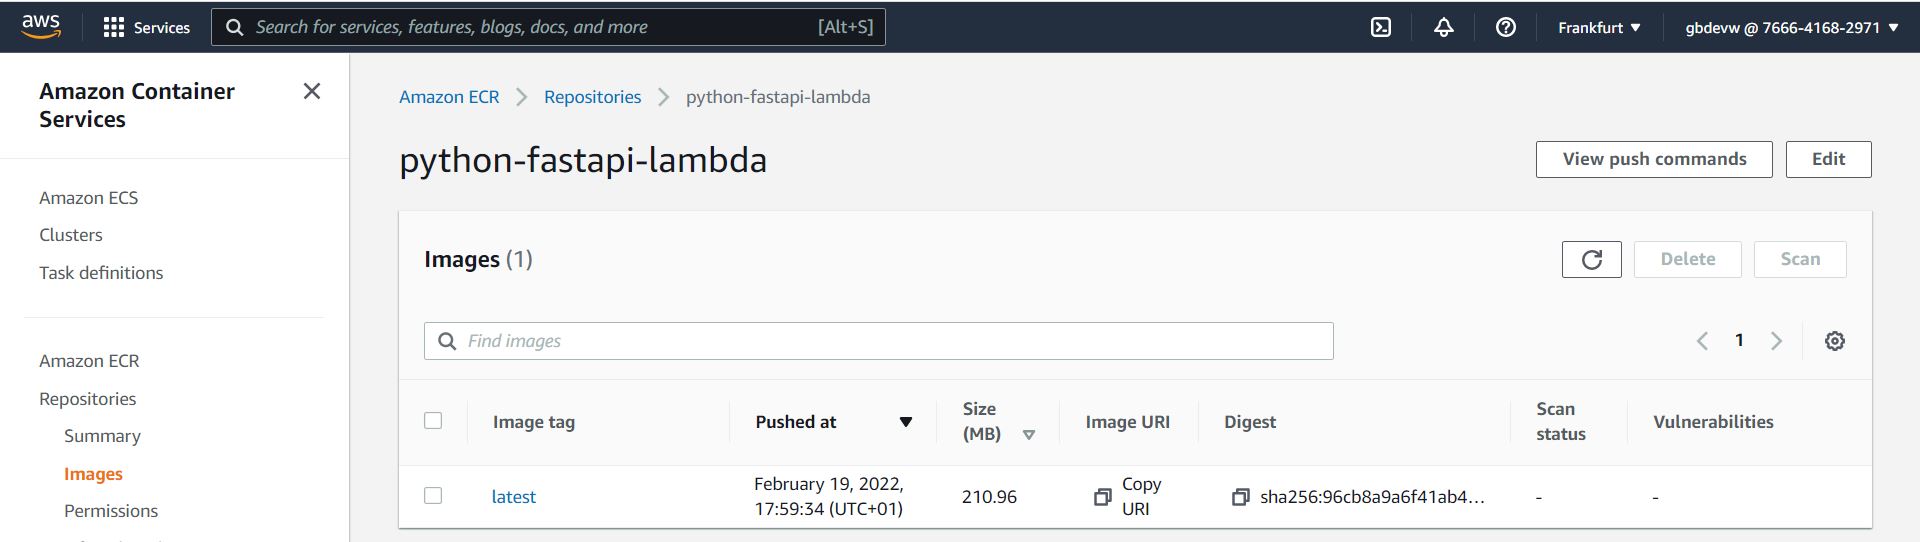 aws
Services
Search for services, features, blogs, docs, and more
[Alt+S]
Frankfurt
gbdevw @ 7666-4168-2971
Amazon Container
Services
Amazon ECS
Clusters
Task definitions
Amazon ECR
Repositories
Summary
Images
Permissions
Amazon ECR
Repositories
python-fastapi-lambda
python-fastapi-lambda
View push commands
Edit
Images (1)
Delete
Scan
Find images
1
Image tag
Pushed at
Size
(MB)
Image URI
Digest
Scan
status
Vulnerabilities
latest
February 19, 2022,
17:59:34 (UTC+01)
210.96
Copy
URI
sha256:96cb8a9a6f41ab4...
-
-